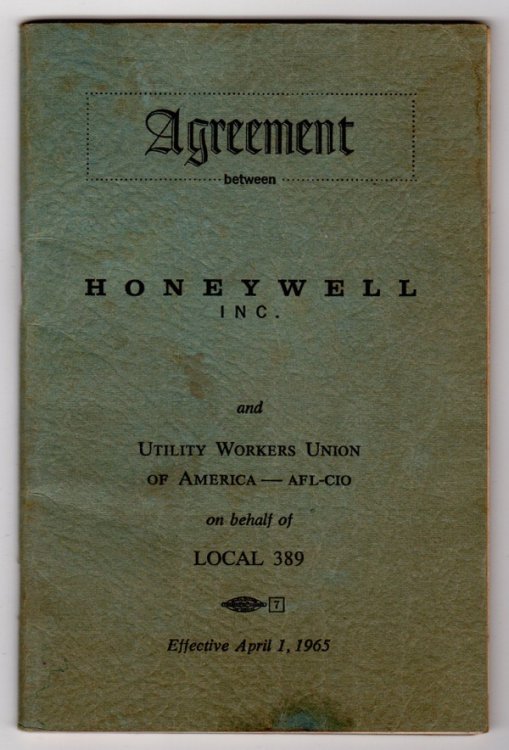 Agreement
between
HONEYWELL
INC.
and
UTILITY WORKERS UNION
OF AMERICA — AFL-CIO
on behalf of
LOCAL 389
7
Effective April 1, 1965